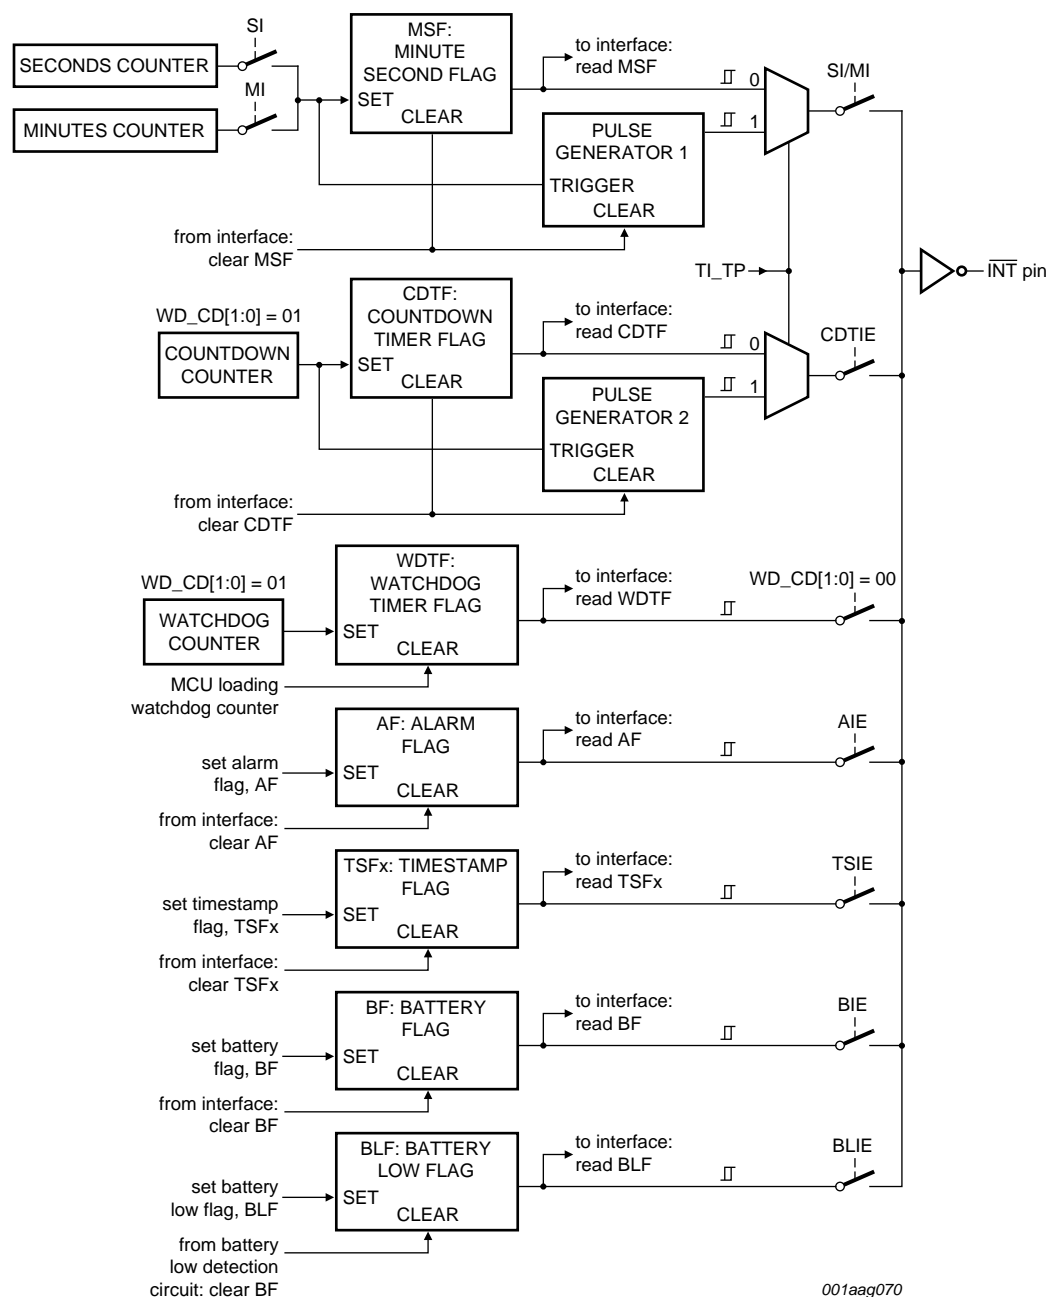 SI
SECONDS COUNTER
MI
MINUTES COUNTER
MSF:
MINUTE
SECOND FLAG
SET
CLEAR
to interface:
read MSF
0
1
SI/MI
PULSE
GENERATOR 1
TRIGGER
CLEAR
from interface:
clear MSF
TI_TP
INT pin
WD_CD[1:0] = 01
COUNTDOWN
COUNTER
CDTF:
COUNTDOWN
TIMER FLAG
SET
CLEAR
to interface:
read CDTF
0
1
CDTIE
PULSE
GENERATOR 2
TRIGGER
CLEAR
from interface:
clear CDTF
WD_CD[1:0] = 01
WATCHDOG
COUNTER
WDTF:
WATCHDOG
TIMER FLAG
SET
CLEAR
to interface:
read WDTF
WD_CD[1:0] = 00
MCU loading
watchdog counter
AF: ALARM
FLAG
SET
CLEAR
to interface:
read AF
AIE
set alarm
flag, AF
from interface:
clear AF
TSFx: TIMESTAMP
FLAG
SET
CLEAR
to interface:
read TSFx
TSIE
set timestamp
flag, TSFx
from interface:
clear TSFx
BF: BATTERY
FLAG
SET
CLEAR
to interface:
read BF
BIE
set battery
flag, BF
from interface:
clear BF
BLF: BATTERY
LOW FLAG
SET
CLEAR
to interface:
read BLF
BLIE
set battery
low flag, BLF
from battery
low detection
circuit: clear BF
001aag070